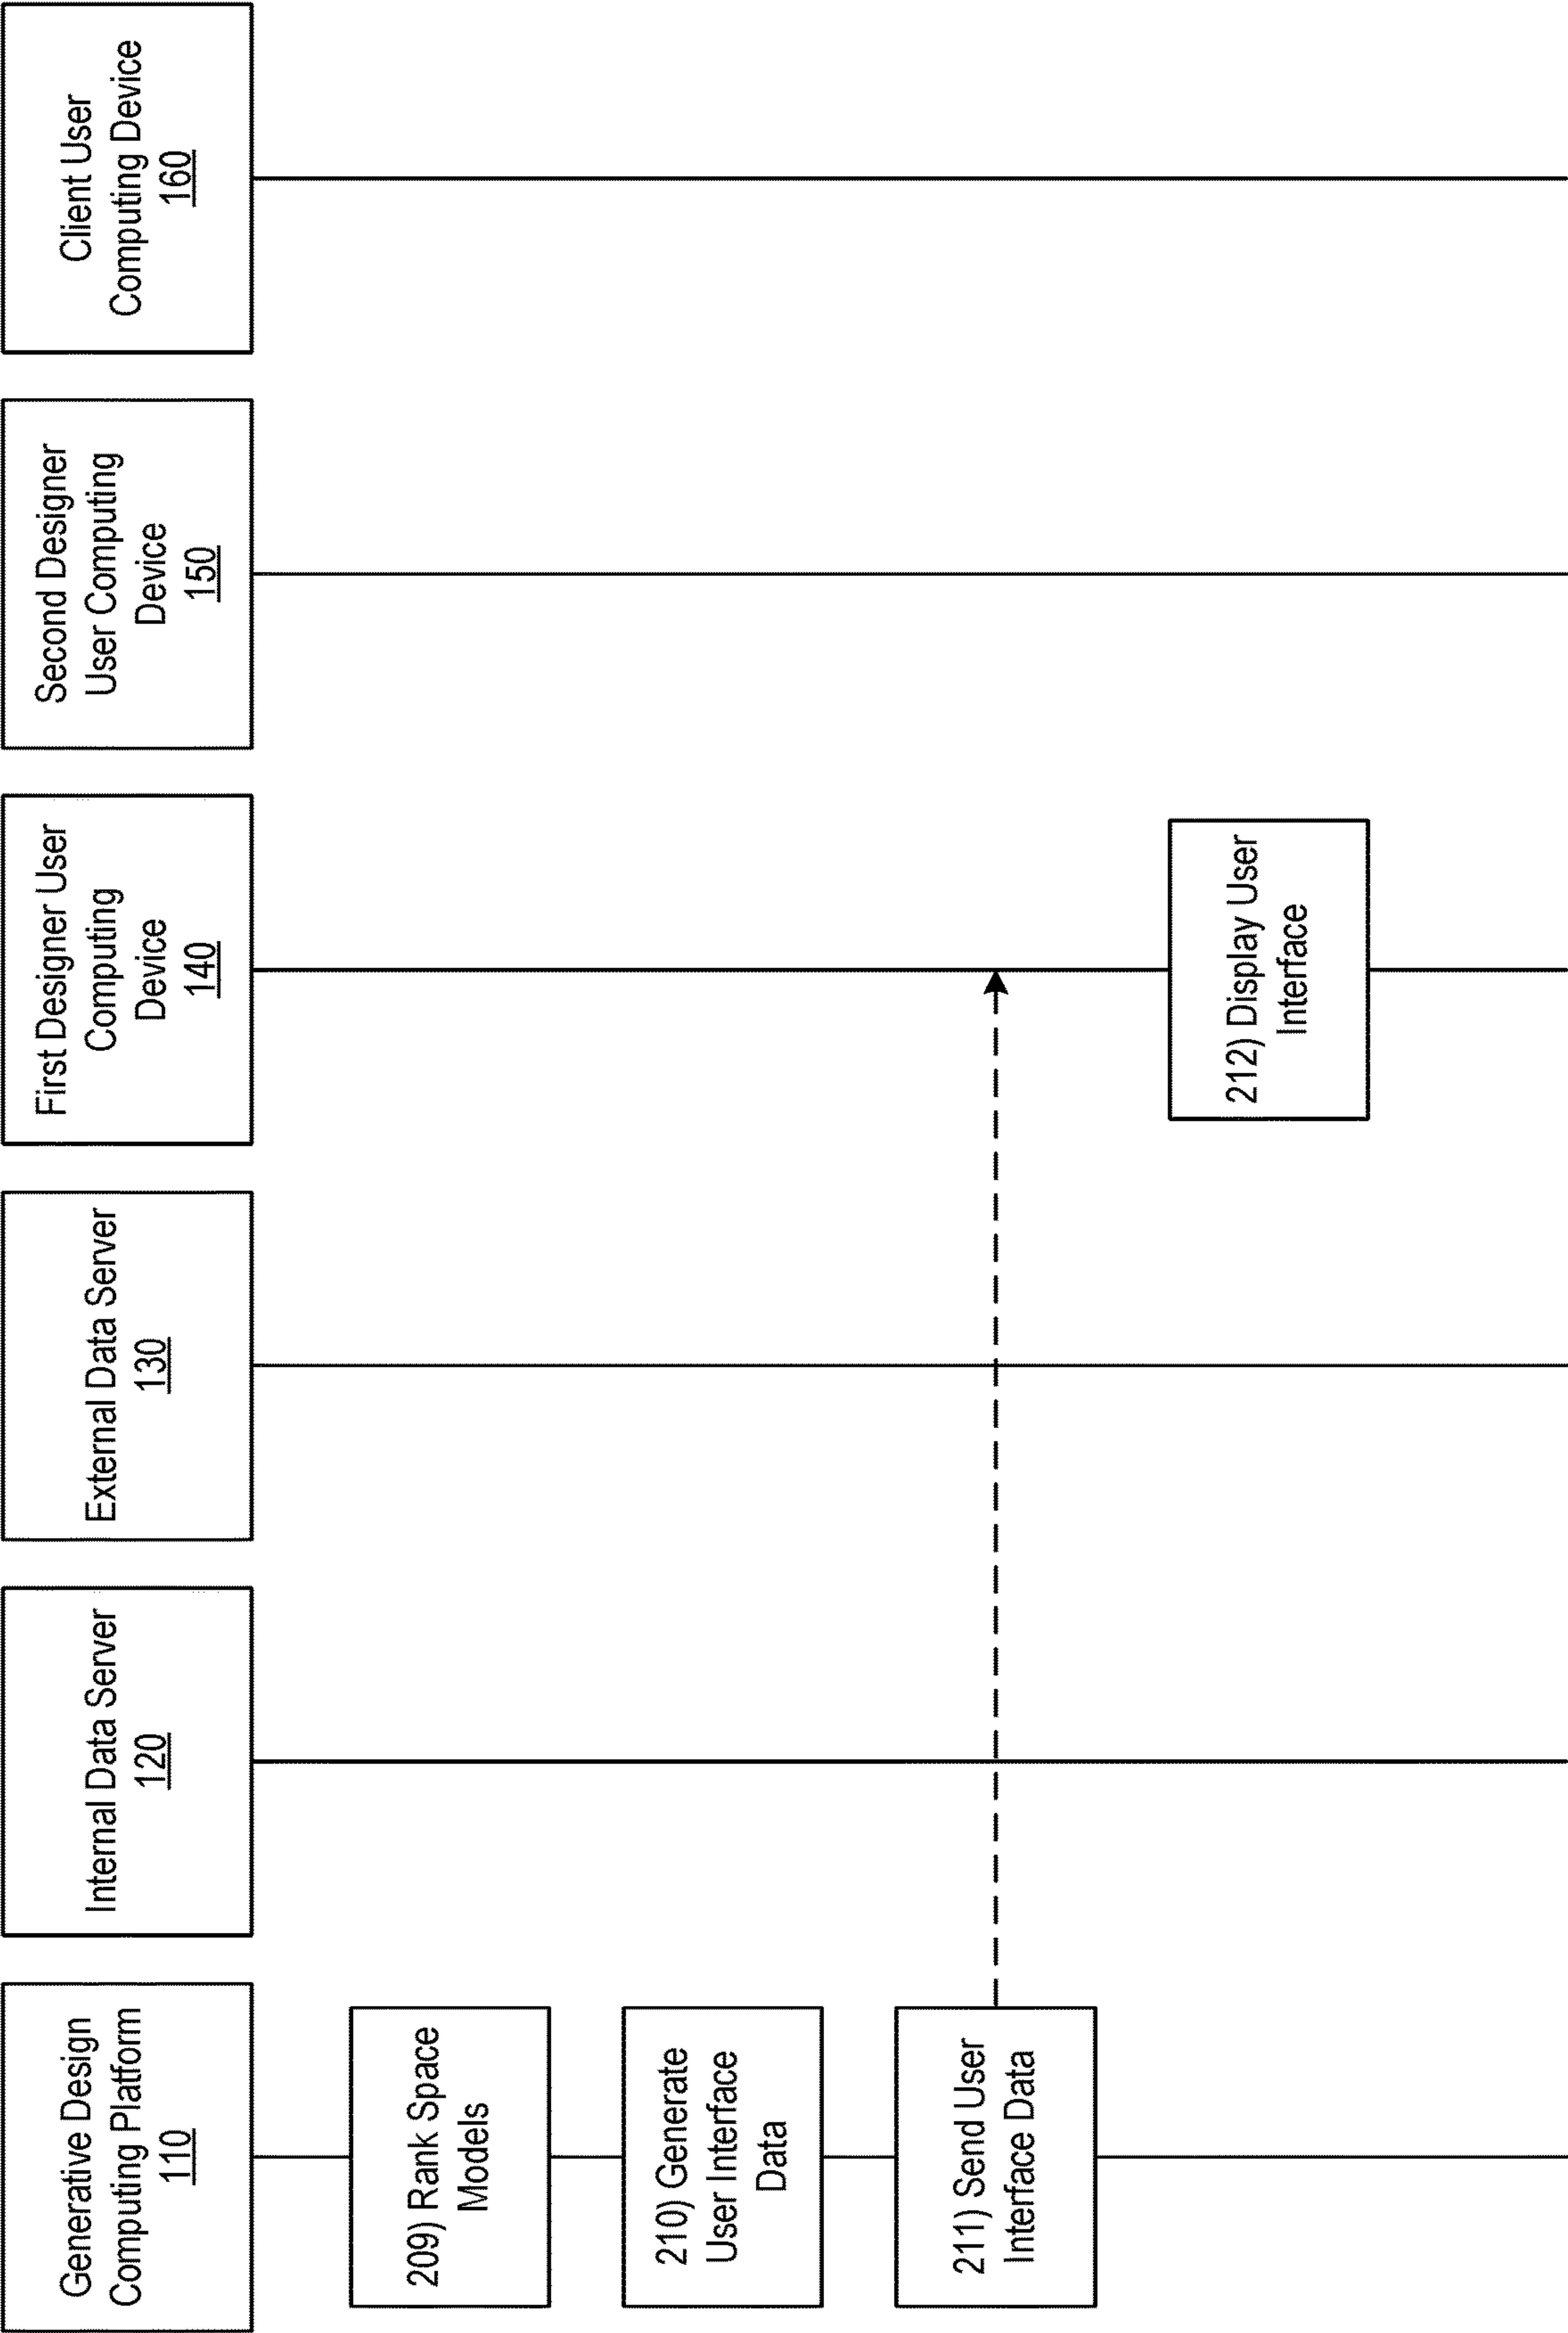 Generative Design
Computing Platform
110
Internal Data Server
120
External Data Server
130
First Designer User
Computing
Device
140
Second Designer
User Computing
Device
150
Client User
Computing Device
160
209) Rank Space
Models
210) Generate
User Interface
Data
211) Send User
Interface Data
212) Display User
Interface